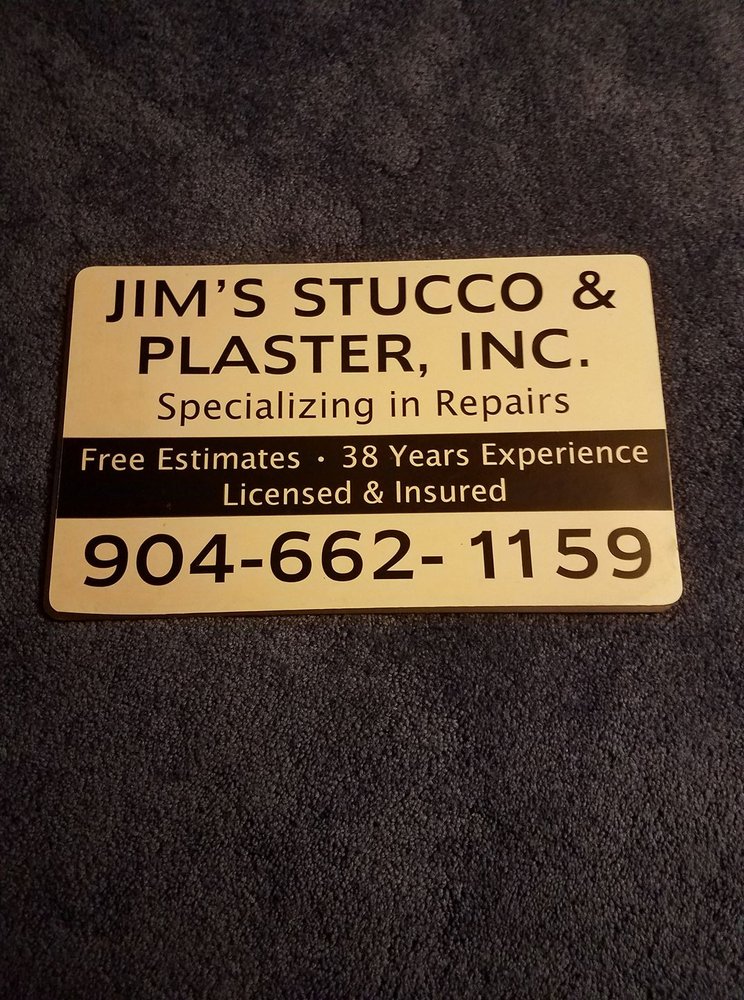 JIM'S STUCCO &
PLASTER, INC.
Specializing in Repairs
Free Estimates · 38 Years Experience
Licensed & Insured
904-662- 1159